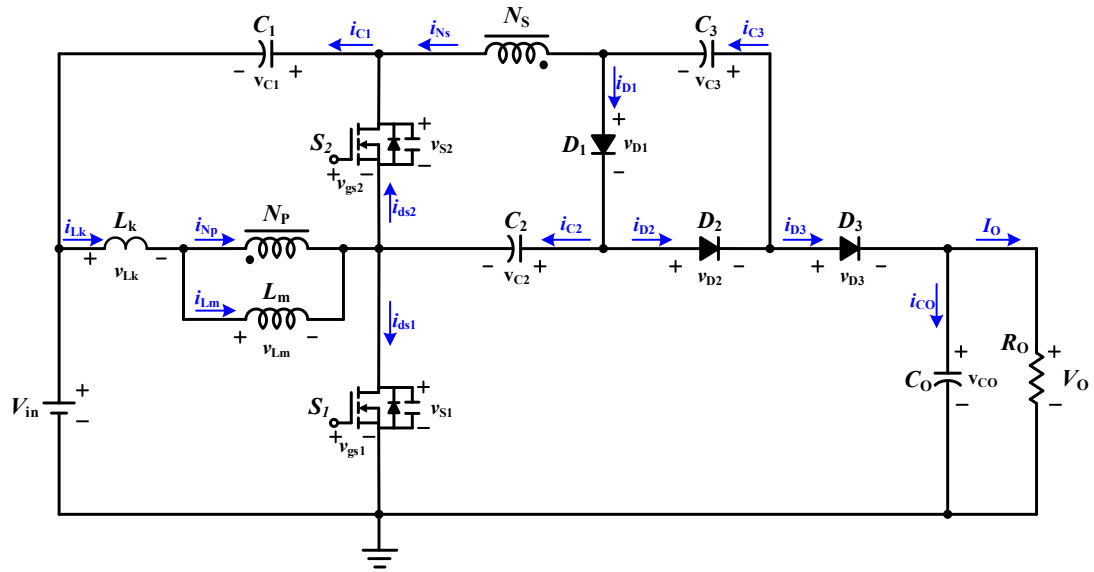 C1 iC1 iNs NS C3 iC3
− vC1 + − vC3 +
iD1
S2 + vS2 − D1 + vD1 −
+ vgs2 −
iLk Lk iNp NP ids2 C2 iC2 iD2 D2 iD3 D3 IO
+ vLk − − vC2 + + vD2 − + vD3 −
iLm Lm
+ vLm − ids1 iCO
Vin + − S1 + vS1 − CO + vCO − RO + VO −
+ vgs1 −